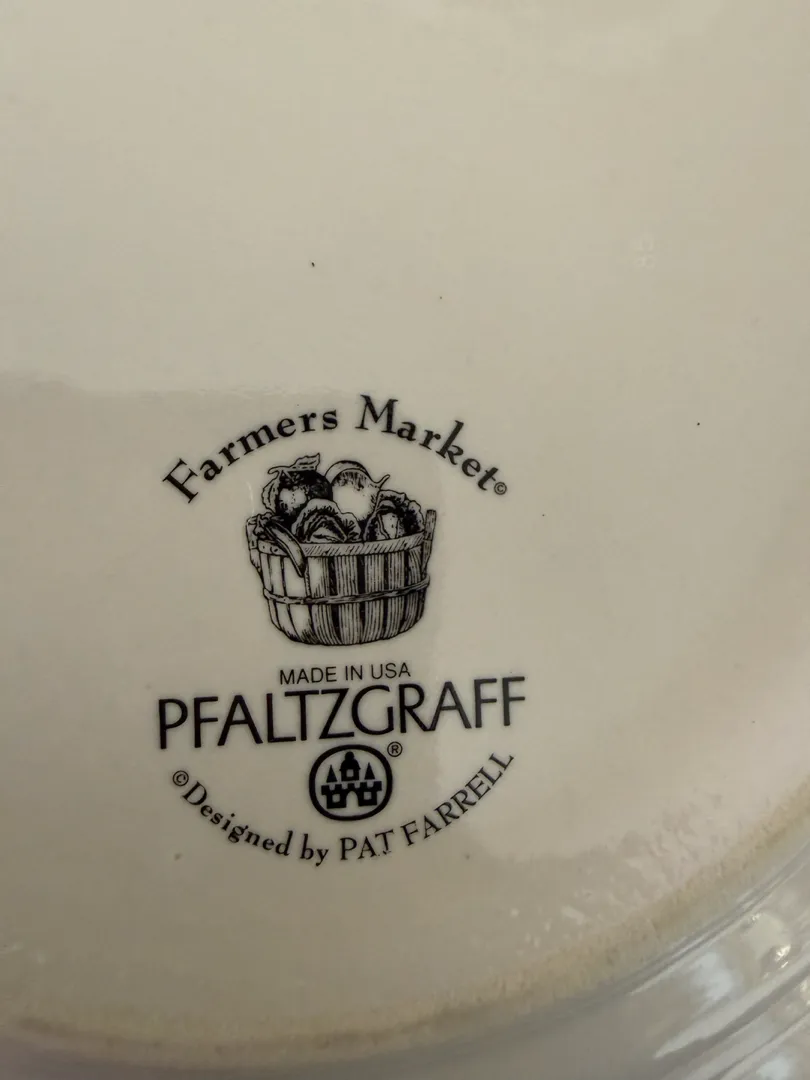 Farmers Market©
MADE IN USA
PFALTZGRAFF
®
©Designed by PAT FARRELL